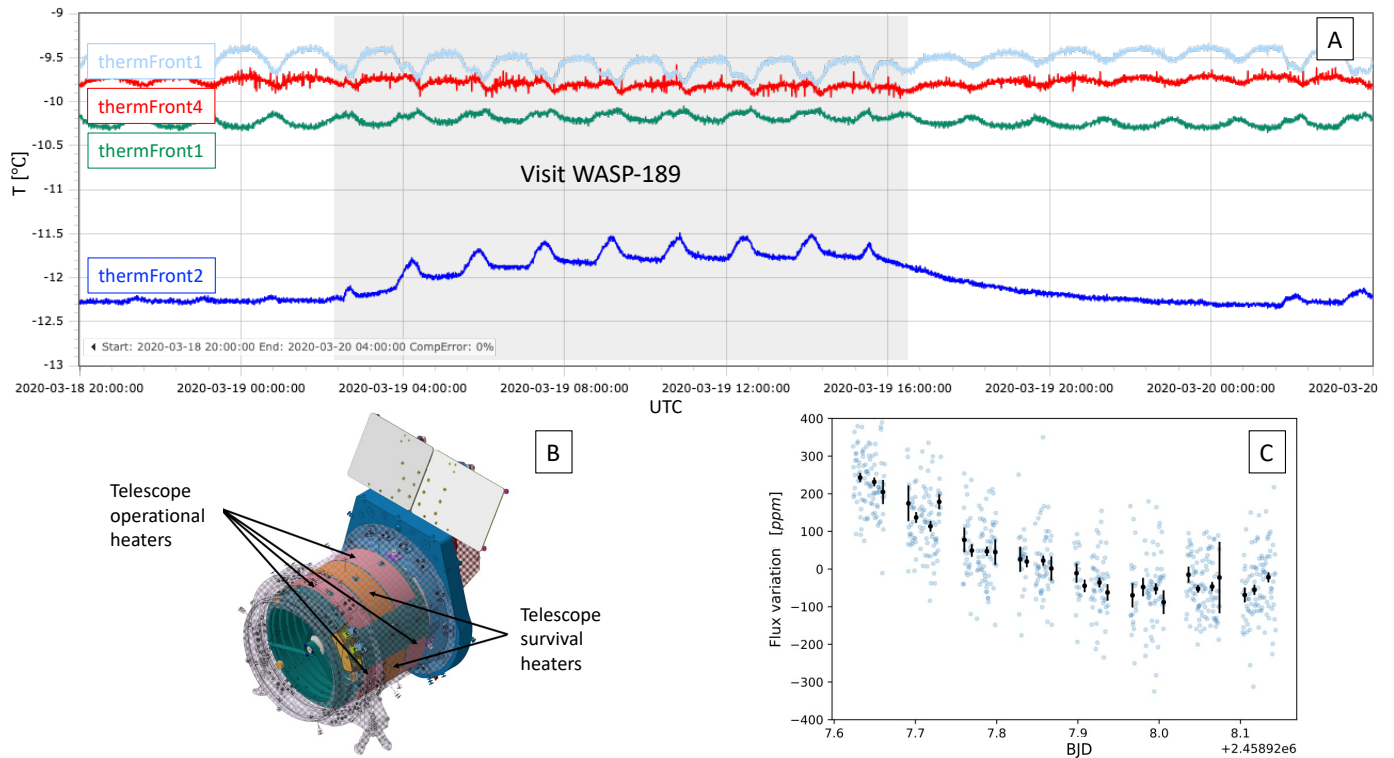 A
-9
-9.5
-10
-10.5
-11
-11.5
-12
-12.5
-13
T [°C]
thermFront1
thermFront4
thermFront1
Visit WASP-189
thermFront2
Start: 2020-03-18 20:00:00 End: 2020-03-20 04:00:00 CompError: 0%
2020-03-18 20:00:00
2020-03-19 00:00:00
2020-03-19 04:00:00
2020-03-19 08:00:00
2020-03-19 12:00:00
2020-03-19 16:00:00
2020-03-19 20:00:00
2020-03-20 00:00:00
2020-03-20
UTC
B
Telescope
operational
heaters
Telescope
survival
heaters
C
Flux variation [ppm]
400
300
200
100
0
−100
−200
−300
−400
7.6
7.7
7.8
7.9
8.0
8.1
BJD
+2.45892e6